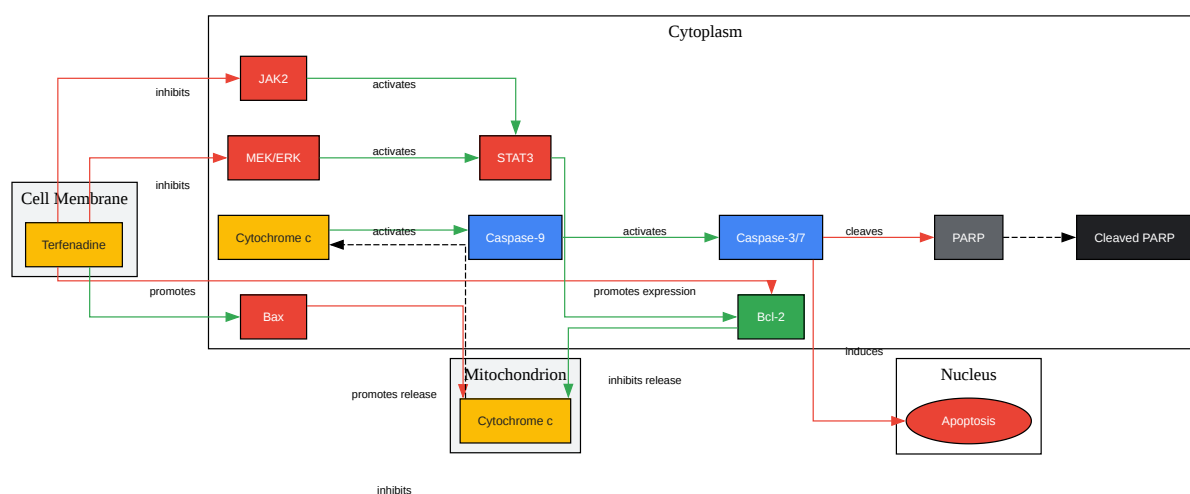 Cytoplasm
JAK2
inhibits
activates
MEK/ERK
activates
STAT3
inhibits
Cell Membrane
Terfenadine
Cytochrome c
activates
Caspase-9
activates
Caspase-3/7
cleaves
PARP
Cleaved PARP
promotes
promotes expression
Bax
Bcl-2
induces
Mitochondrion
Nucleus
inhibits release
promotes release
Cytochrome c
Apoptosis
inhibits